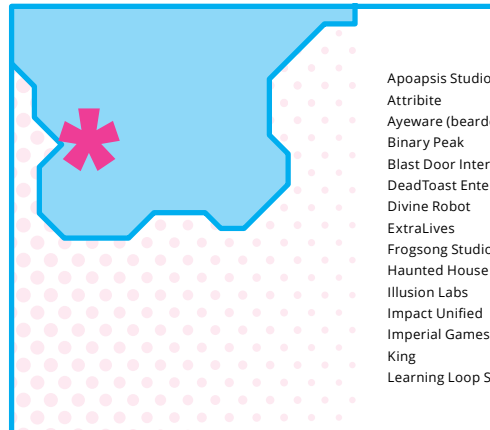 Apoapsis Studio
Attribite
Ayeware (beard
Binary Peak
Blast Door Inter
DeadToast Ente
Divine Robot
ExtraLives
Frogsong Studio
Haunted House
Illusion Labs
Impact Unified
Imperial Games
King
Learning Loop S